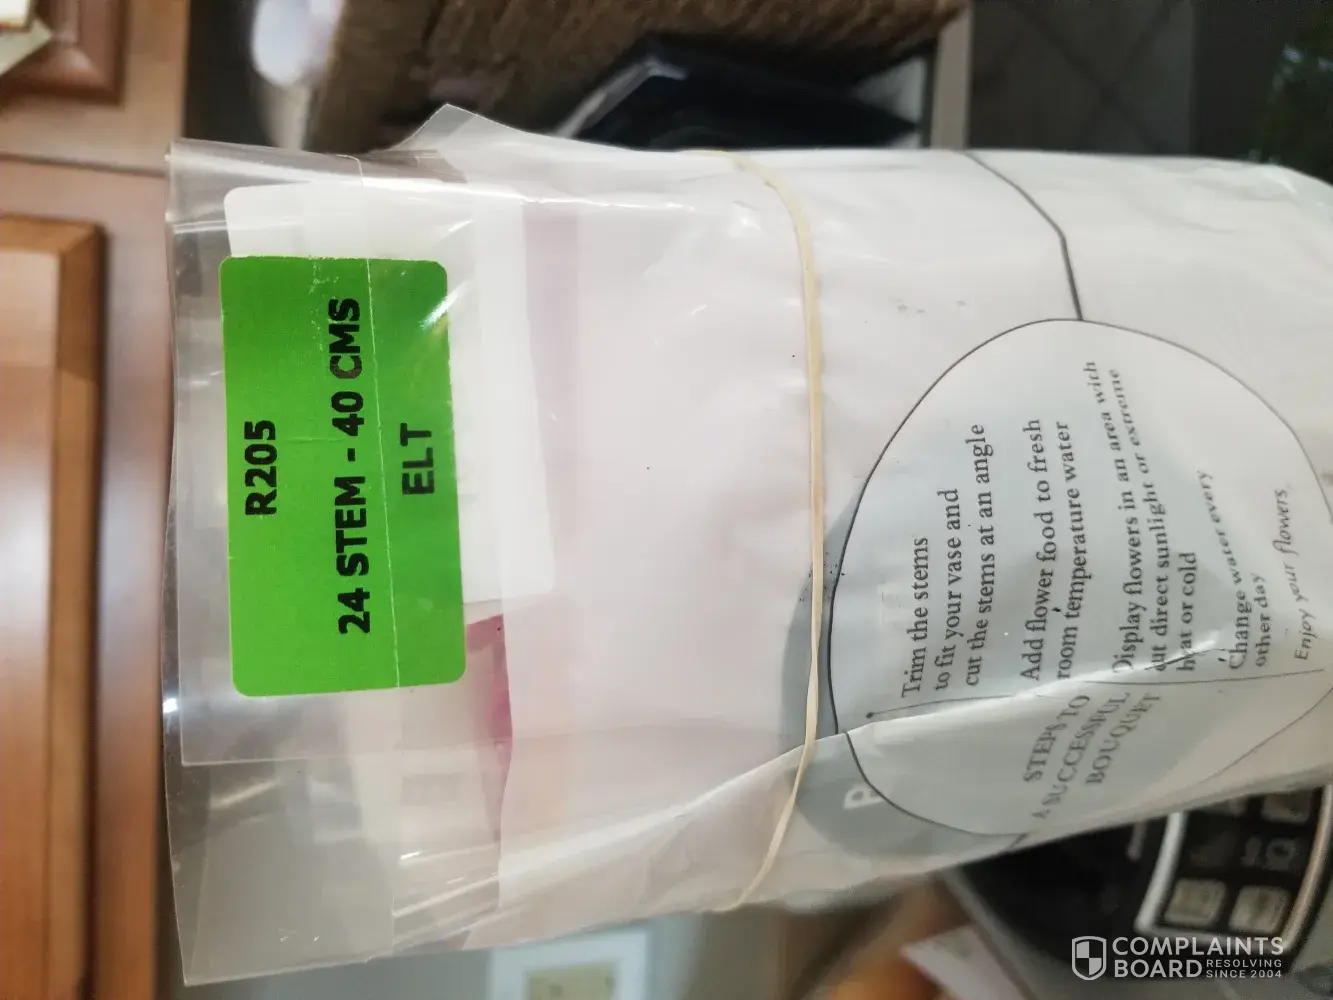 R205
24 STEM - 40 CMS
ELT
Trim the stems
to fit your vase and
cut the stems at an angle
Add flower food to fresh
room temperature water
Display flowers in an area with
out direct sunlight or extreme
heat or cold
Change water every
other day
Enjoy your flowers
STEPS TO
A SUCCESSFUL
BOUQUET
COMPLAINTS
BOARD RESOLVING
SINCE 2004